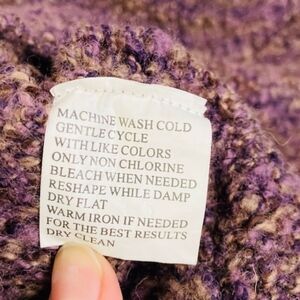 MACHINE WASH COLD
GENTLE CYCLE
WITH LIKE COLORS
ONLY NON CHLORINE
BLEACH WHEN NEEDED
RESHAPE WHILE DAMP
DRY FLAT
WARM IRON IF NEEDED
FOR THE BEST RESULTS
DRY CLEAN